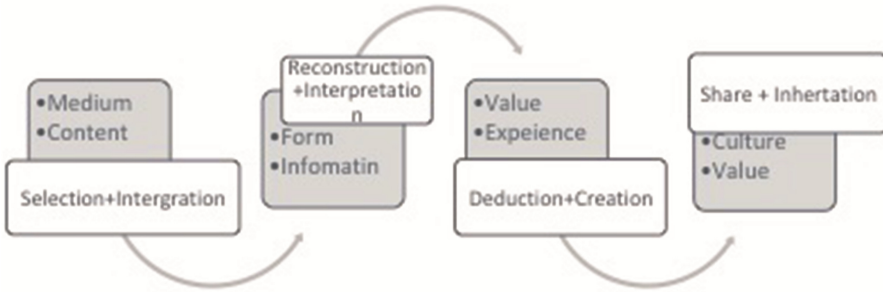 •Medium
•Content
Selection+Intergration
Reconstruction
+Interpretatio
n
•Form
•Infomatin
•Value
•Expeience
Deduction+Creation
Share + Inhertation
•Culture
•Value